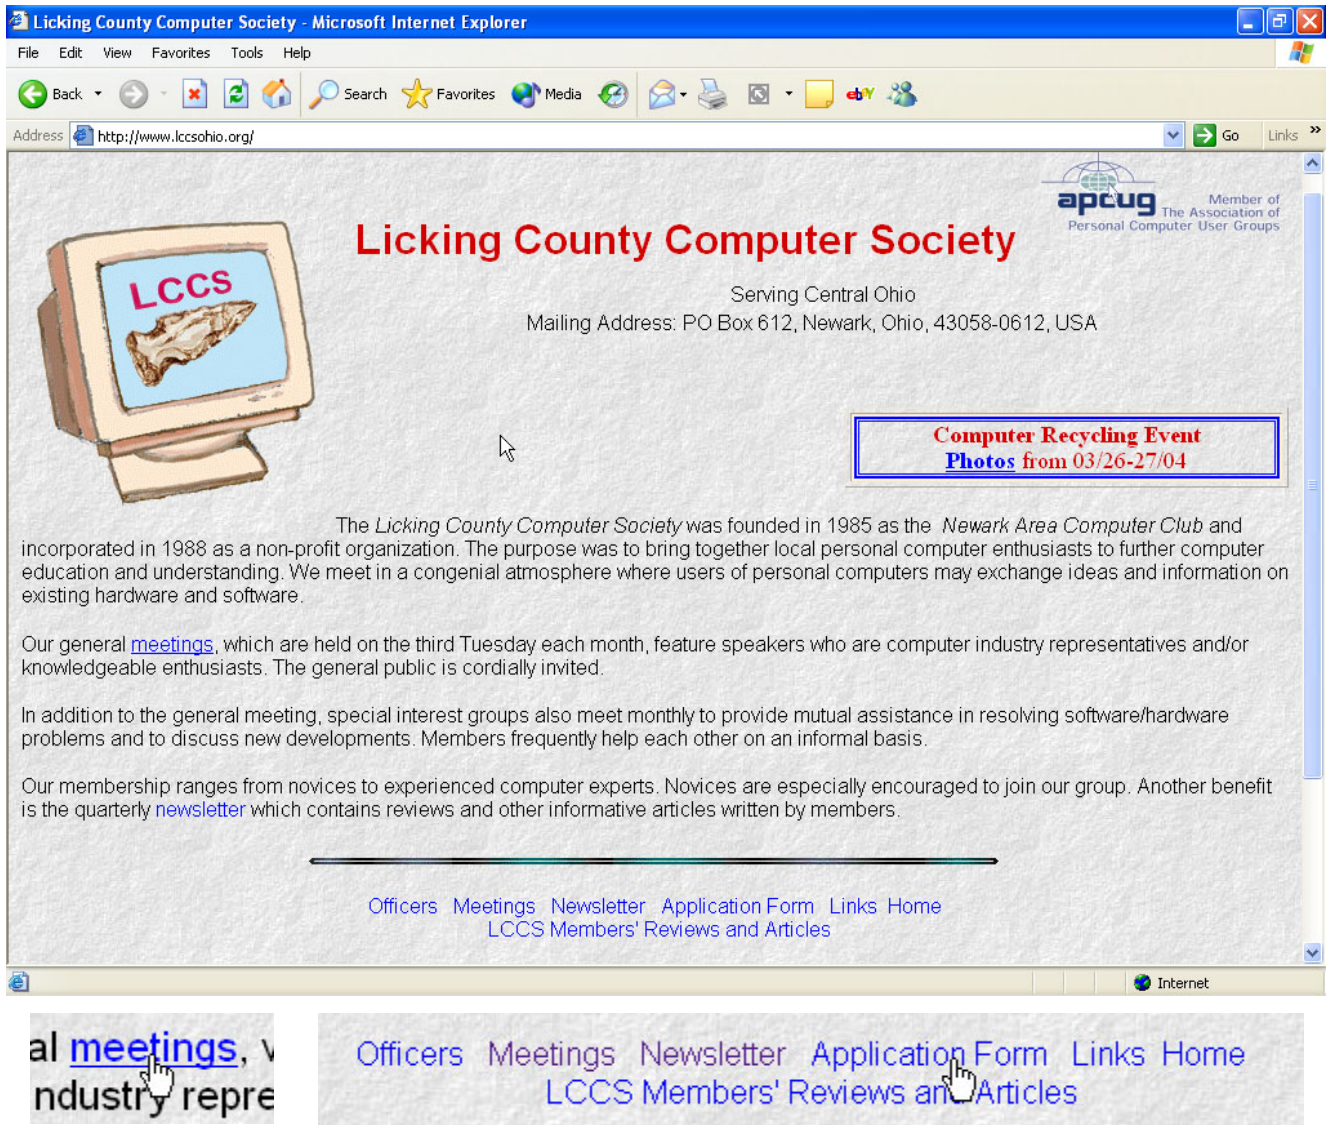 Licking County Computer Society - Microsoft Internet Explorer
File Edit View Favorites Tools Help
Back Search Favorites Media ebY
Address http://www.lccsohio.org/ Go Links »
apcug Member of
The Association of
Personal Computer User Groups
LCCS
Licking County Computer Society
Serving Central Ohio
Mailing Address: PO Box 612, Newark, Ohio, 43058-0612, USA
Computer Recycling Event
Photos from 03/26-27/04
The Licking County Computer Society was founded in 1985 as the Newark Area Computer Club and
incorporated in 1988 as a non-profit organization. The purpose was to bring together local personal computer enthusiasts to further computer
education and understanding. We meet in a congenial atmosphere where users of personal computers may exchange ideas and information on
existing hardware and software.
Our general meetings, which are held on the third Tuesday each month, feature speakers who are computer industry representatives and/or
knowledgeable enthusiasts. The general public is cordially invited.
In addition to the general meeting, special interest groups also meet monthly to provide mutual assistance in resolving software/hardware
problems and to discuss new developments. Members frequently help each other on an informal basis.
Our membership ranges from novices to experienced computer experts. Novices are especially encouraged to join our group. Another benefit
is the quarterly newsletter which contains reviews and other informative articles written by members.
Officers Meetings Newsletter Application Form Links Home
LCCS Members' Reviews and Articles
Internet
al meetings, v
ndustry repre
Officers Meetings Newsletter Application Form Links Home
LCCS Members' Reviews and Articles